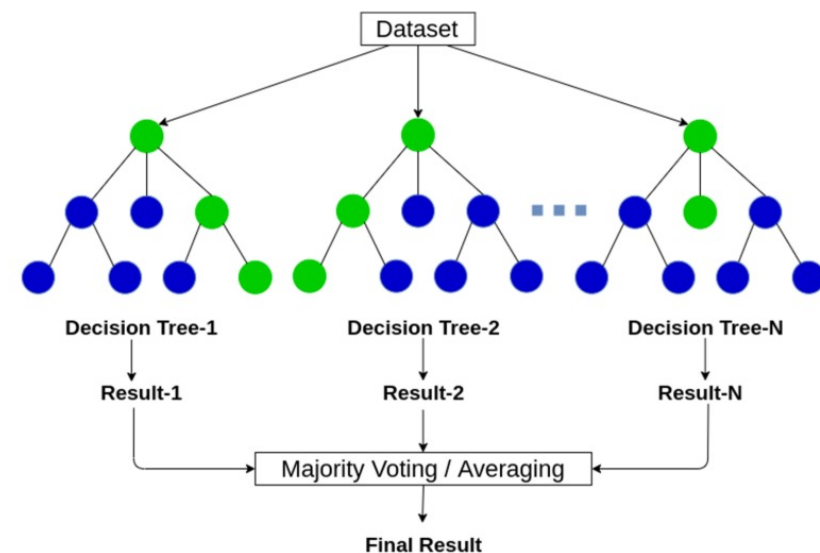 Dataset
Decision Tree-1
Decision Tree-2
Decision Tree-N
Result-1
Result-2
Result-N
Majority Voting / Averaging
Final Result